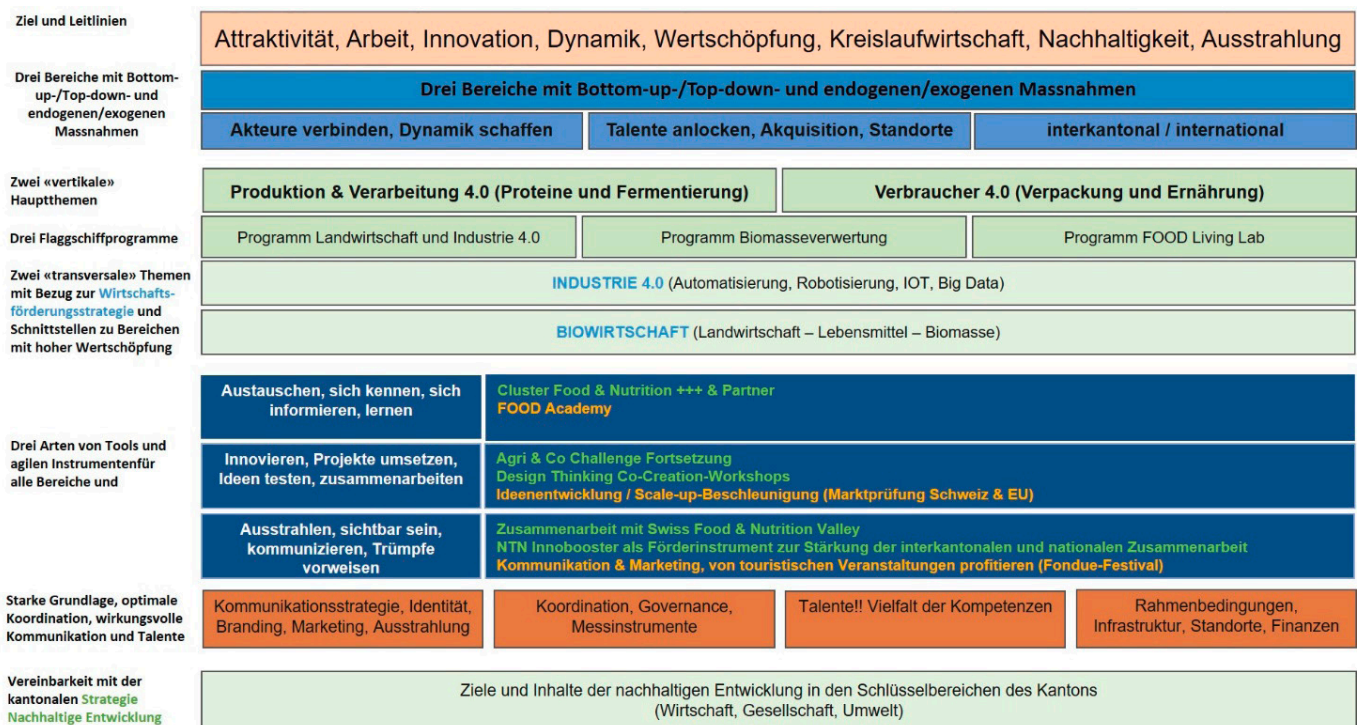 Ziel und Leitlinien
Attraktivität, Arbeit, Innovation, Dynamik, Wertschöpfung, Kreislaufwirtschaft, Nachhaltigkeit, Ausstrahlung
Drei Bereiche mit Bottom-
up-/Top-down- und
endogenen/exogenen
Massnahmen
Drei Bereiche mit Bottom-up-/Top-down- und endogenen/exogenen Massnahmen
Akteure verbinden, Dynamik schaffen
Talente anlocken, Akquisition, Standorte
interkantonal / international
Zwei «vertikale»
Hauptthemen
Produktion & Verarbeitung 4.0 (Proteine und Fermentierung)
Verbraucher 4.0 (Verpackung und Ernährung)
Drei Flaggschiffprogramme
Programm Landwirtschaft und Industrie 4.0
Programm Biomasseverwertung
Programm FOOD Living Lab
Zwei «transversale» Themen
mit Bezug zur Wirtschafts-
förderungsstrategie und
Schnittstellen zu Bereichen
mit hoher Wertschöpfung
INDUSTRIE 4.0 (Automatisierung, Robotisierung, IOT, Big Data)
BIOWIRTSCHAFT (Landwirtschaft – Lebensmittel – Biomasse)
Drei Arten von Tools und
agilen Instrumentenfür
alle Bereiche und
Austauschen, sich kennen, sich
informieren, lernen
Cluster Food & Nutrition +++ & Partner
FOOD Academy
Innovieren, Projekte umsetzen,
Ideen testen, zusammenarbeiten
Agri & Co Challenge Fortsetzung
Design Thinking Co-Creation-Workshops
Ideenentwicklung / Scale-up-Beschleunigung (Marktprüfung Schweiz & EU)
Ausstrahlen, sichtbar sein,
kommunizieren, Trümpfe
vorweisen
Zusammenarbeit mit Swiss Food & Nutrition Valley
NTN Innobooster als Förderinstrument zur Stärkung der interkantonalen und nationalen Zusammenarbeit
Kommunikation & Marketing, von touristischen Veranstaltungen profitieren (Fondue-Festival)
Starke Grundlage, optimale
Koordination, wirkungsvolle
Kommunikation und Talente
Kommunikationsstrategie, Identität,
Branding, Marketing, Ausstrahlung
Koordination, Governance,
Messinstrumente
Talente!! Vielfalt der Kompetenzen
Rahmenbedingungen,
Infrastruktur, Standorte, Finanzen
Vereinbarkeit mit der
kantonalen Strategie
Nachhaltige Entwicklung
Ziele und Inhalte der nachhaltigen Entwicklung in den Schlüsselbereichen des Kantons
(Wirtschaft, Gesellschaft, Umwelt)